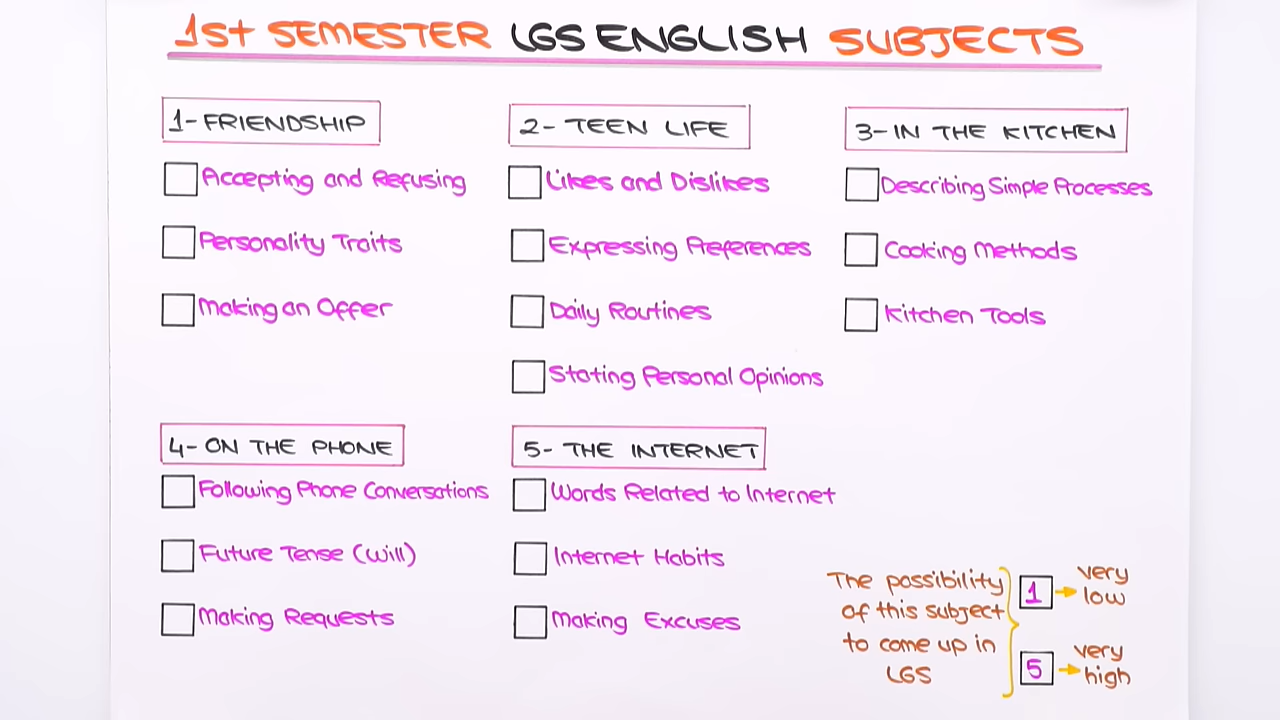 1ST SEMESTER LGS ENGLISH SUBJECTS
1- FRIENDSHIP
Accepting and Refusing
Personality Traits
Making an Offer
2- TEEN LIFE
Likes and Dislikes
Expressing Preferences
Daily Routines
Stating Personal Opinions
3- IN THE KITCHEN
Describing Simple Processes
Cooking Methods
Kitchen Tools
4- ON THE PHONE
Following Phone Conversations
Future Tense (Will)
Making Requests
5- THE INTERNET
Words Related to Internet
Internet Habits
Making Excuses
The possibility
of this subject
to come up in
LGS
1
very
low
5
very
high